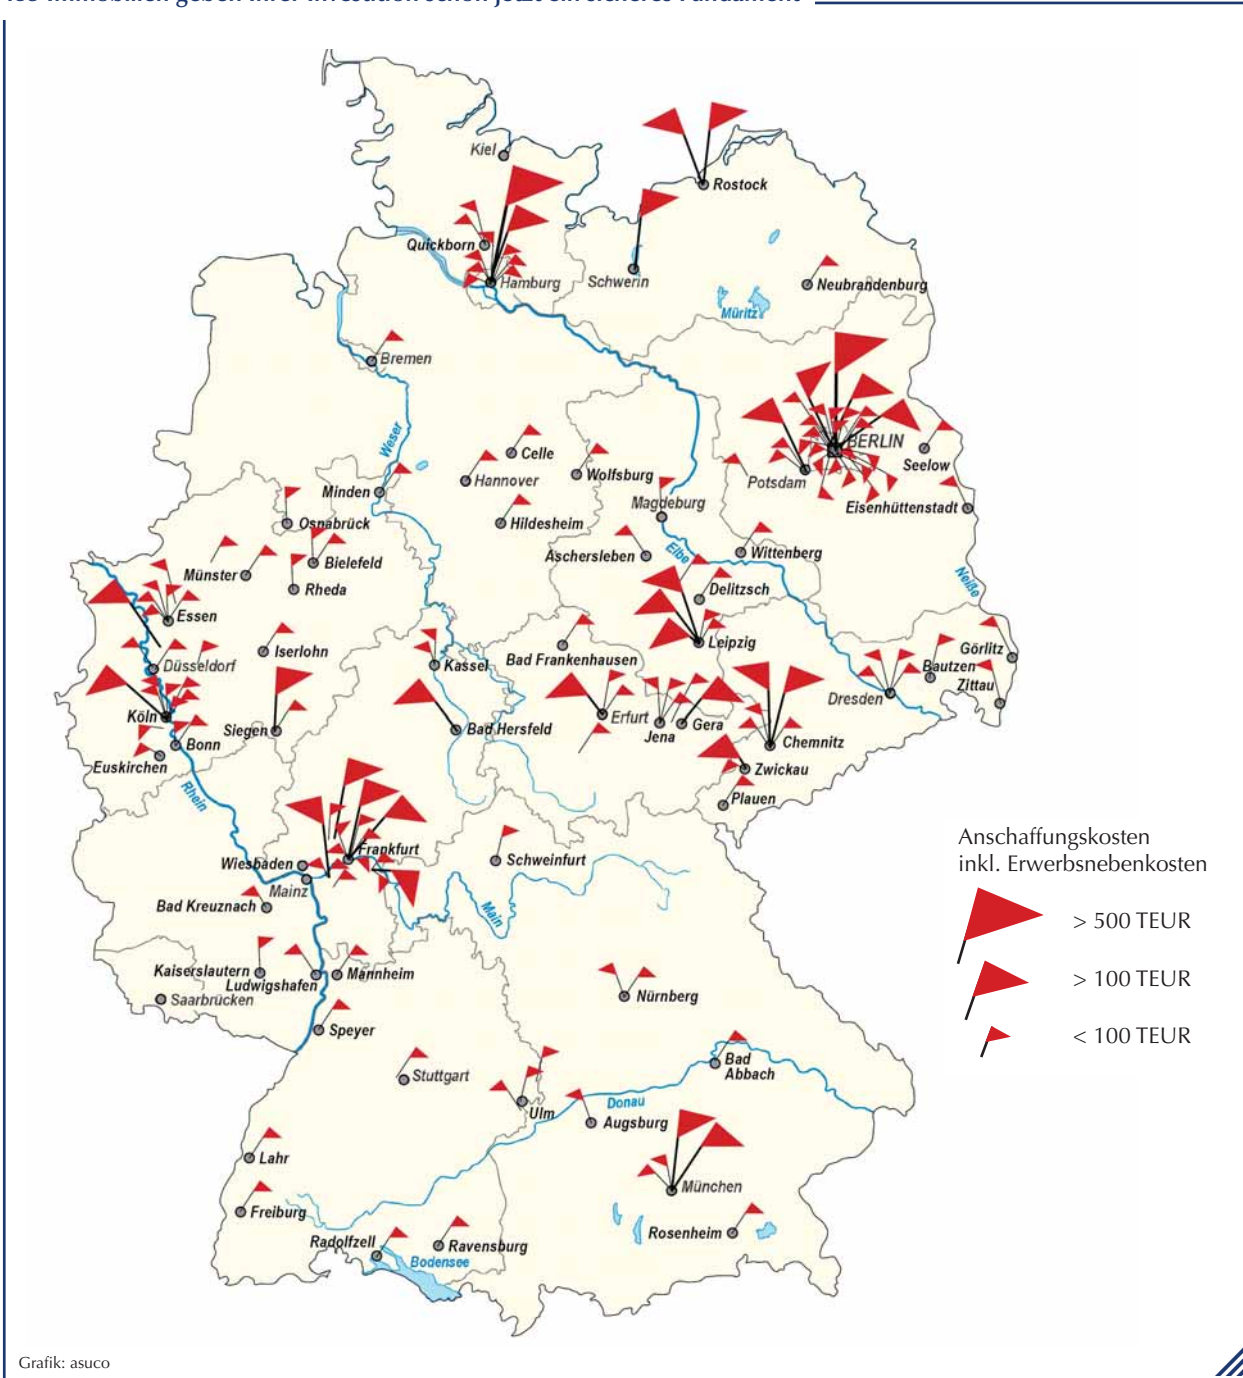 Kiel
Rostock
Quickborn
Hamburg
Schwerin
Neubrandenburg
Müritz
Bremen
Weser
BERLIN
Celle
Seelow
Hannover
Wolfsburg
Potsdam
Minden
Magdeburg
Eisenhüttenstadt
Osnabrück
Hildesheim
Aschersleben
Elbe
Wittenberg
Bielefeld
Münster
Rheda
Delitzsch
Neiße
Essen
Leipzig
Iserlohn
Bad Frankenhausen
Görlitz
Düsseldorf
Kassel
Bautzen
Zittau
Dresden
Köln
Siegen
Bad Hersfeld
Erfurt
Jena
Gera
Chemnitz
Bonn
Euskirchen
Zwickau
Rhein
Plauen
Anschaffungskosten
inkl. Erwerbsnebenkosten
> 500 TEUR
> 100 TEUR
< 100 TEUR
Frankfurt
Wiesbaden
Schweinfurt
Mainz
Bad Kreuznach
Main
Kaiserslautern
Ludwigshafen
Mannheim
Saarbrücken
Nürnberg
Speyer
Bad
Abbach
Stuttgart
Ulm
Donau
Augsburg
Lahr
München
Freiburg
Rosenheim
Radolfzell
Ravensburg
Bodensee
Grafik: asuco